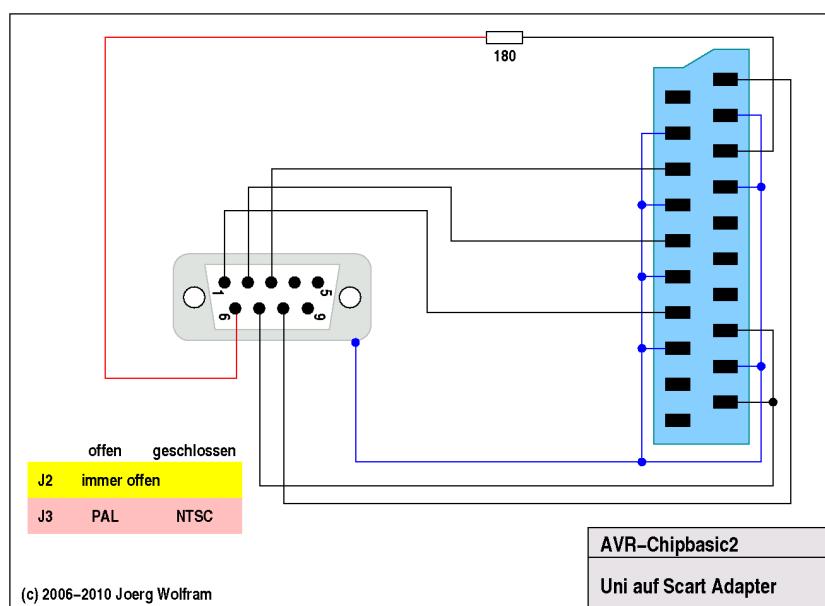 180
1
5
6
9
offen geschlossen
J2 immer offen
J3 PAL NTSC
AVR-Chipbasic2
Uni auf Scart Adapter
(c) 2006-2010 Joerg Wolfram